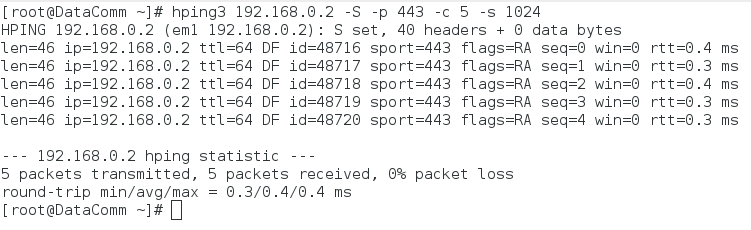 [root@DataComm ~]# hping3 192.168.0.2 -S -p 443 -c 5 -s 1024
HPING 192.168.0.2 (em1 192.168.0.2): S set, 40 headers + 0 data bytes
len=46 ip=192.168.0.2 ttl=64 DF id=48716 sport=443 flags=RA seq=0 win=0 rtt=0.4 ms
len=46 ip=192.168.0.2 ttl=64 DF id=48717 sport=443 flags=RA seq=1 win=0 rtt=0.3 ms
len=46 ip=192.168.0.2 ttl=64 DF id=48718 sport=443 flags=RA seq=2 win=0 rtt=0.4 ms
len=46 ip=192.168.0.2 ttl=64 DF id=48719 sport=443 flags=RA seq=3 win=0 rtt=0.3 ms
len=46 ip=192.168.0.2 ttl=64 DF id=48720 sport=443 flags=RA seq=4 win=0 rtt=0.3 ms
--- 192.168.0.2 hping statistic ---
5 packets transmitted, 5 packets received, 0% packet loss
round-trip min/avg/max = 0.3/0.4/0.4 ms
[root@DataComm ~]#